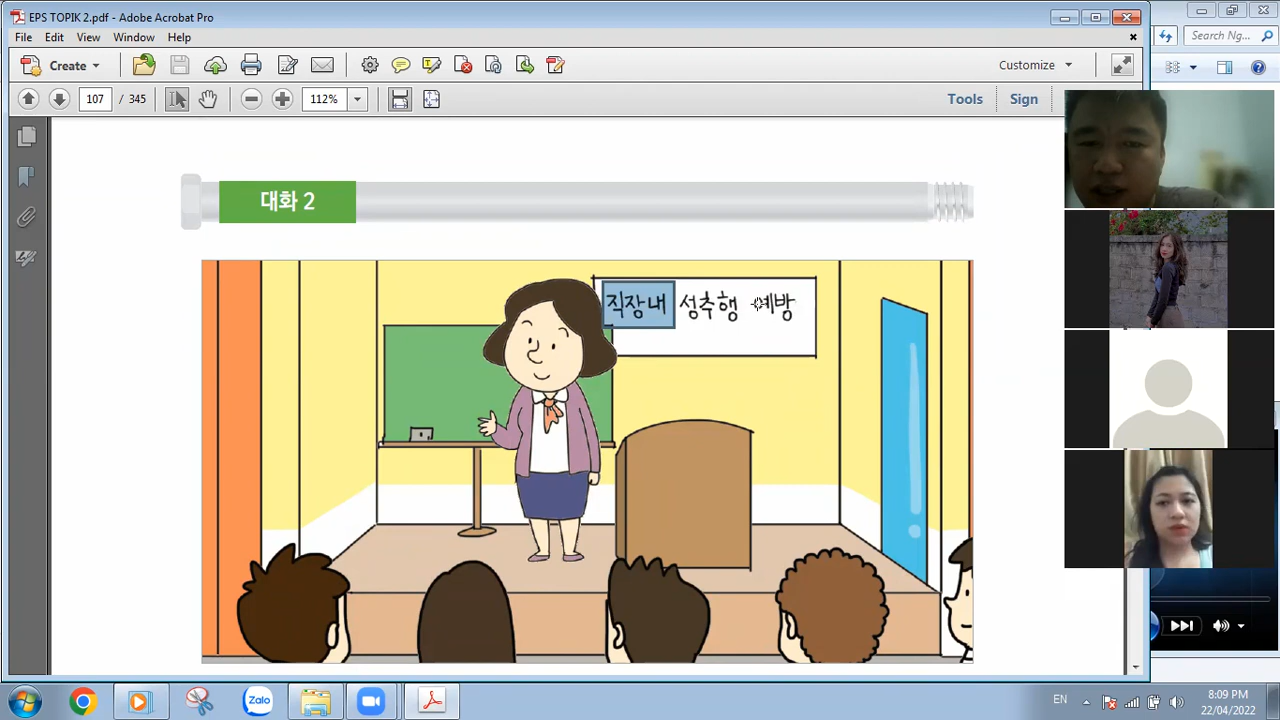 EPS TOPIK 2.pdf - Adobe Acrobat Pro
File Edit View Window Help
Create
Customize
107 / 345
112%
Tools Sign
Search Ng...
대화 2
직장내 성추행 예방
Zalo
EN
8:09 PM
22/04/2022